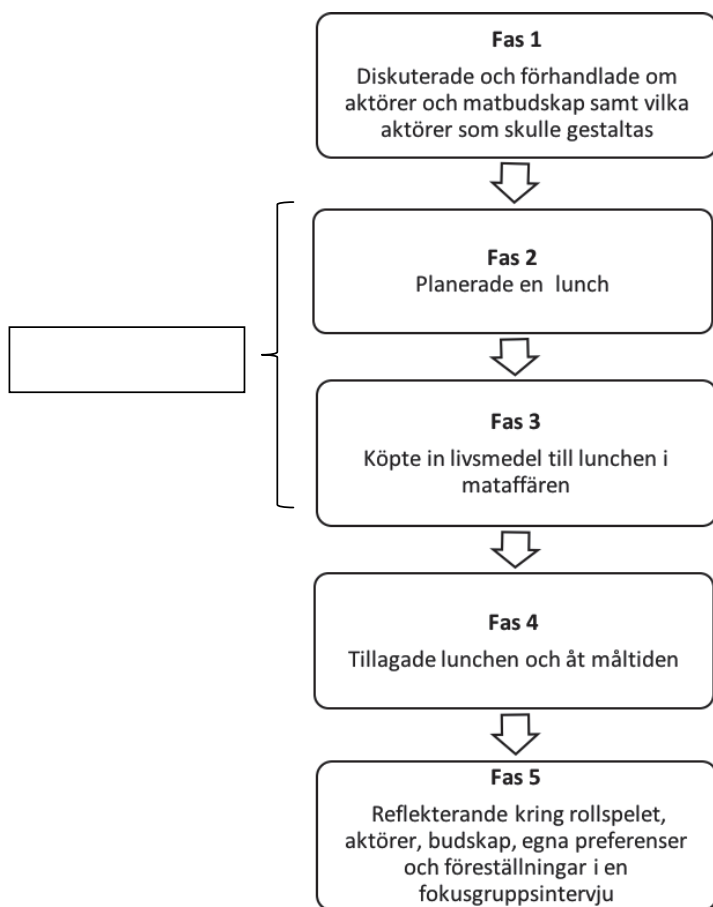 Fas 1
Diskuterade och förhandlade om
aktörer och matbudskap samt vilka
aktörer som skulle gestaltas
Fas 2
Planerade en lunch
Fas 3
Köpte in livsmedel till lunchen i
mataffären
Fas 4
Tillagade lunchen och åt måltiden
Fas 5
Reflekterande kring rollspelet,
aktörer, budskap, egna preferenser
och föreställningar i en
fokusgruppsintervju